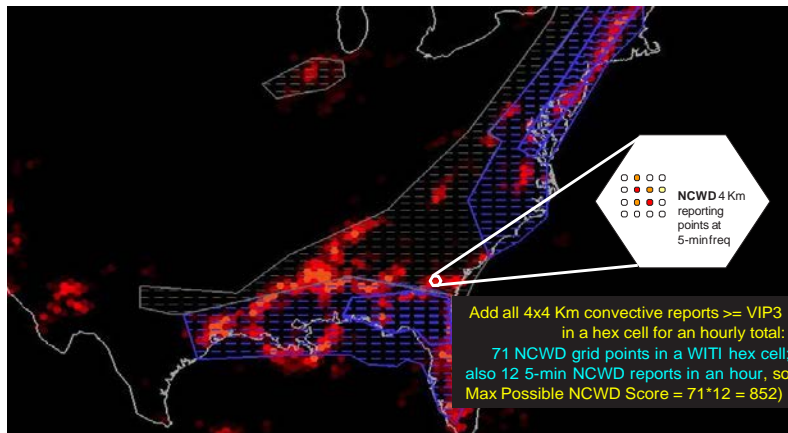 NCWD 4 Km
reporting
points at
5-minfreq
Add all 4x4 Km convective reports >= VIP3
in a hex cell for an hourly total:
71 NCWD grid points in a WITI hex cell;
also 12 5-min NCWD reports in an hour, so
Max Possible NCWD Score = 71*12 = 852)